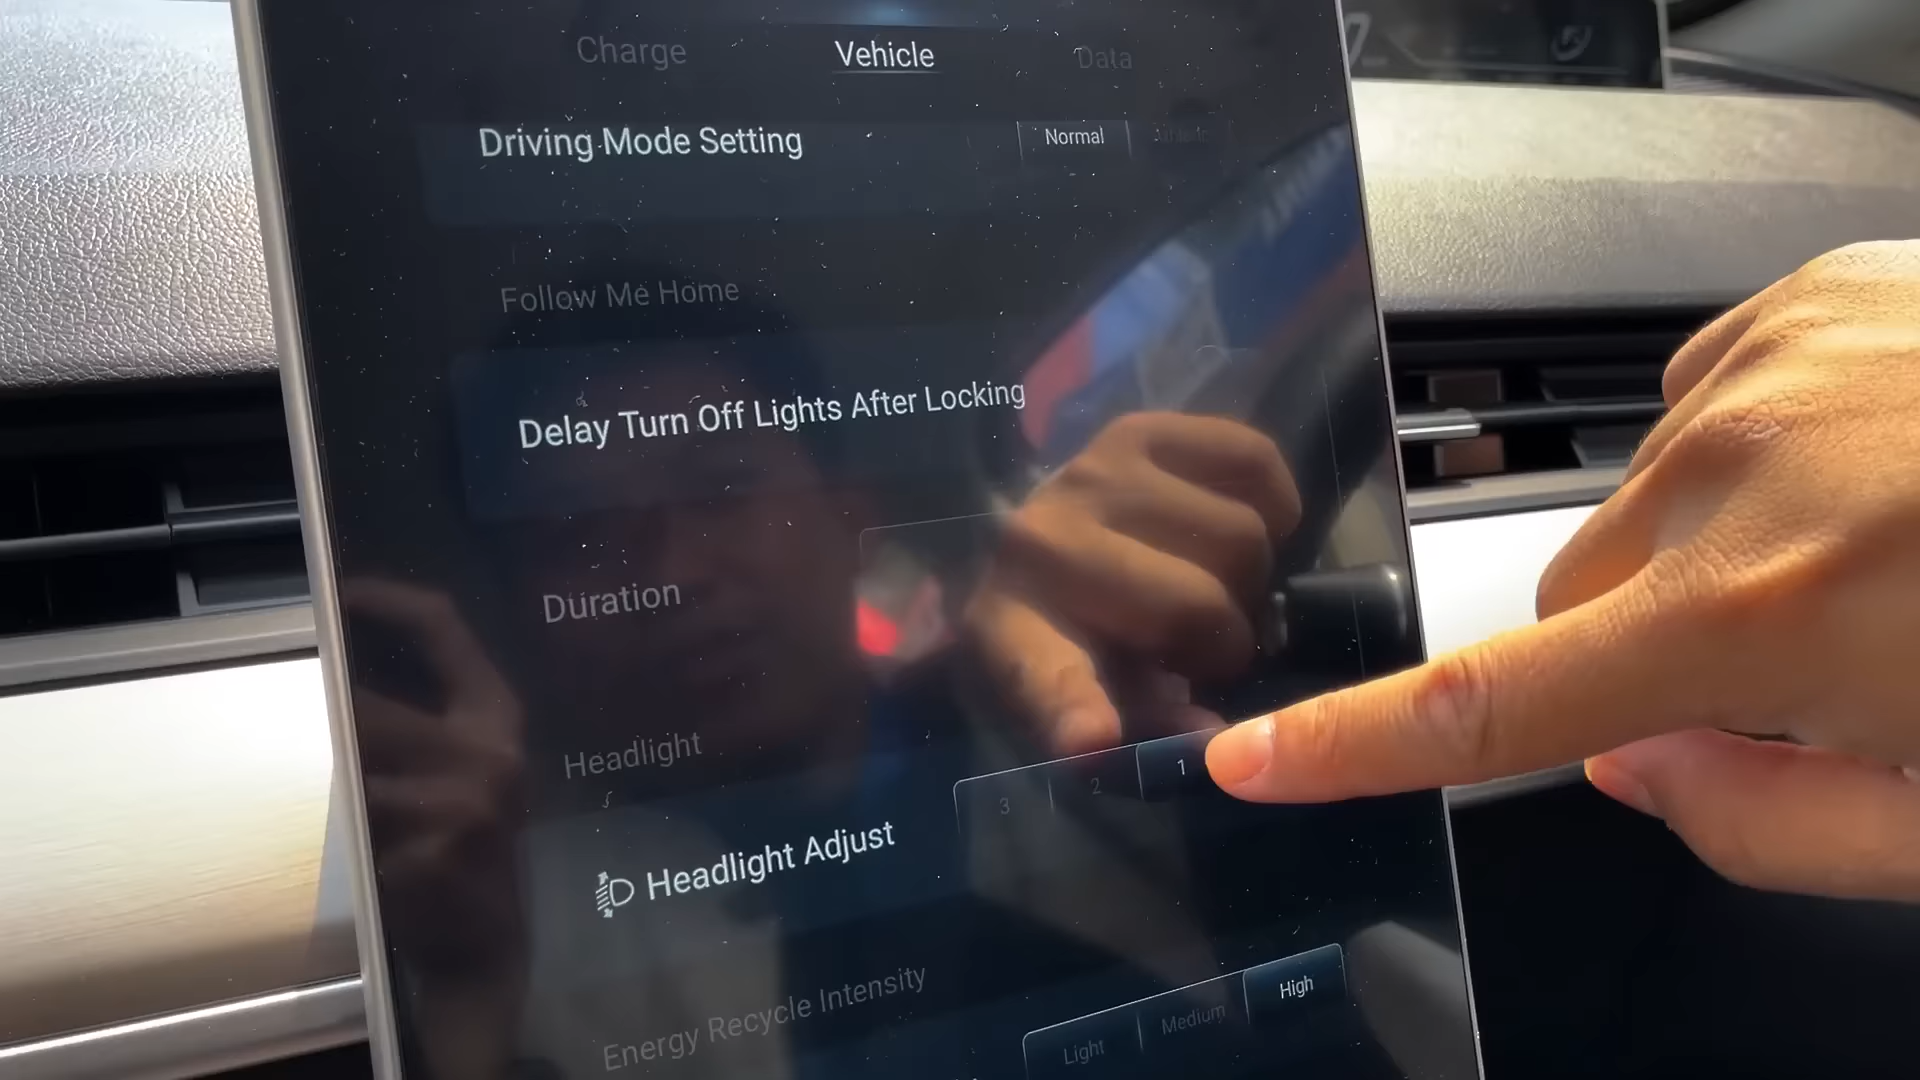 Charge Vehicle Data
Driving Mode Setting Normal
Follow Me Home
Delay Turn Off Lights After Locking
Duration
Headlight
3 2 1
Headlight Adjust
Energy Recycle Intensity
Light Medium High